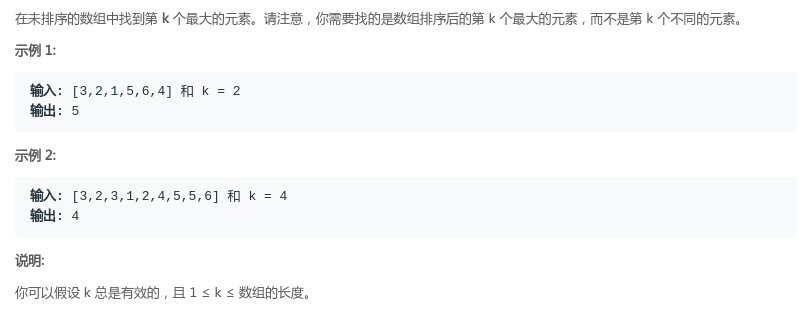 在未排序的数组中找到第 k 个最大的元素。请注意，你需要找的是数组排序后的第 k 个最大的元素，而不是第 k 个不同的元素。
示例 1:
输入: [3,2,1,5,6,4] 和 k = 2
输出: 5
示例 2:
输入: [3,2,3,1,2,4,5,5,6] 和 k = 4
输出: 4
说明:
你可以假设 k 总是有效的，且 1 ≤ k ≤ 数组的长度。